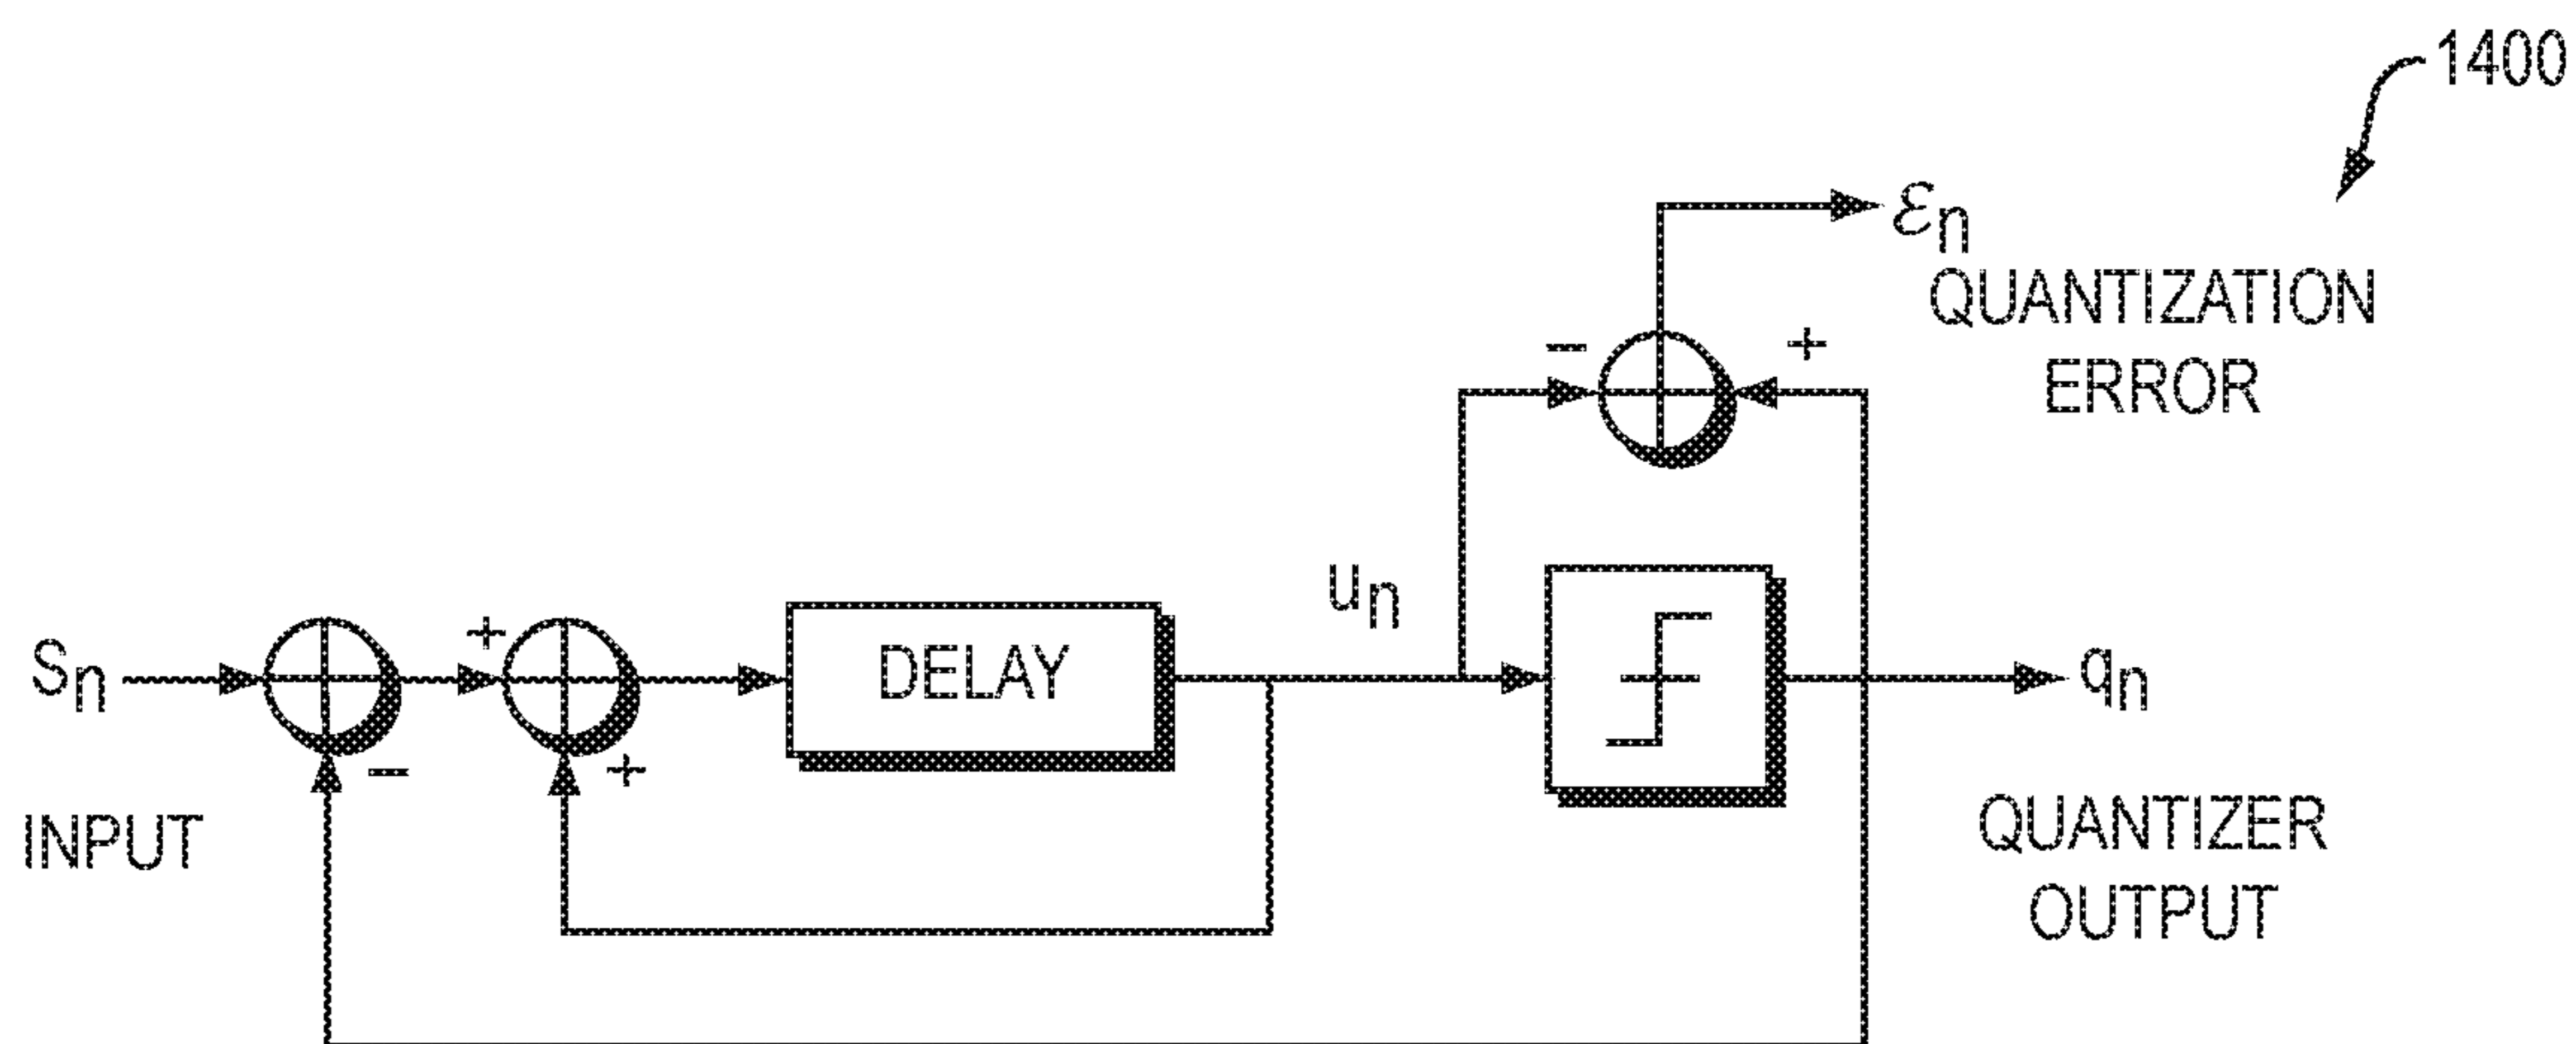 1400
εn
QUANTIZATION
ERROR
− +
un
Sn
+
DELAY
qn
−
+
INPUT
QUANTIZER
OUTPUT